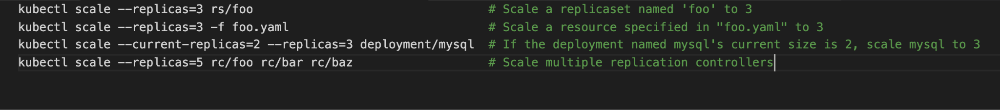 kubectl scale --replicas=3 rs/foo                                 # Scale a replicaset named 'foo' to 3
kubectl scale --replicas=3 -f foo.yaml                            # Scale a resource specified in "foo.yaml" to 3
kubectl scale --current-replicas=2 --replicas=3 deployment/mysql  # If the deployment named mysql's current size is 2, scale mysql to 3
kubectl scale --replicas=5 rc/foo rc/bar rc/baz                   # Scale multiple replication controllers